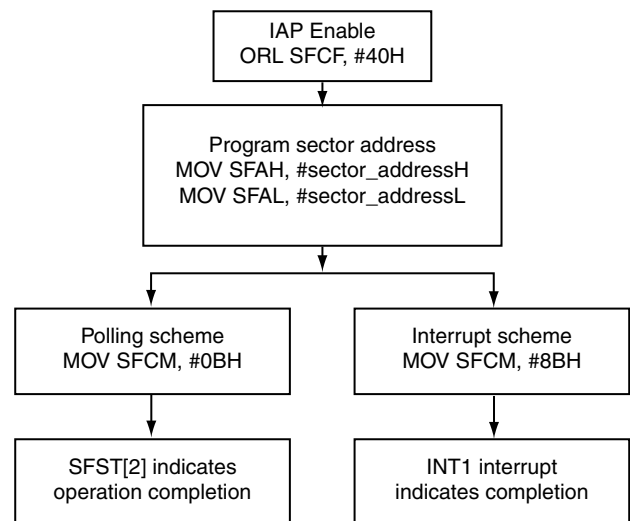 IAP Enable
ORL SFCF, #40H
Program sector address
MOV SFAH, #sector_addressH
MOV SFAL, #sector_addressL
Polling scheme
MOV SFCM, #0BH
Interrupt scheme
MOV SFCM, #8BH
SFST[2] indicates
operation completion
INT1 interrupt
indicates completion